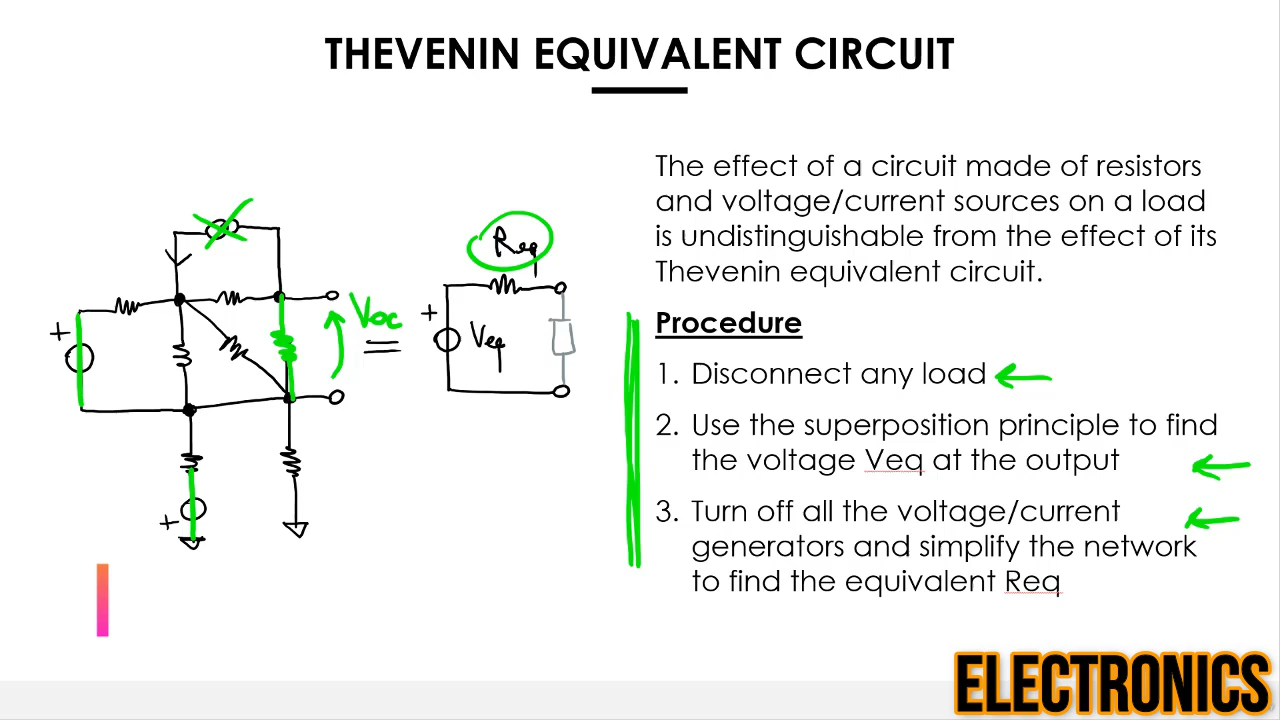 THEVENIN EQUIVALENT CIRCUIT
The effect of a circuit made of resistors
and voltage/current sources on a load
is undistinguishable from the effect of its
Thevenin equivalent circuit.
Procedure
1. Disconnect any load
2. Use the superposition principle to find
the voltage Veq at the output
3. Turn off all the voltage/current
generators and simplify the network
to find the equivalent Req
Req
+
Voc
=
+
Veq
+
ELECTRONICS